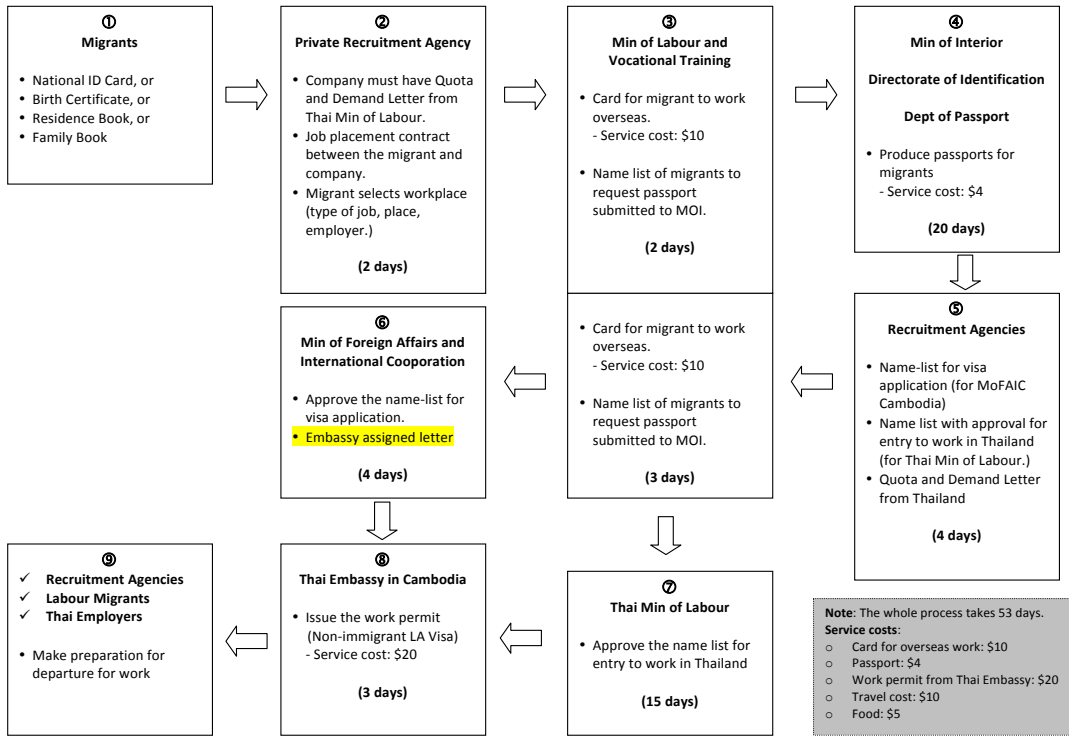 ①
Migrants
• National ID Card, or
• Birth Certificate, or
• Residence Book, or
• Family Book
②
Private Recruitment Agency
• Company must have Quota
and Demand Letter from
Thai Min of Labour.
• Job placement contract
between the migrant and
company.
• Migrant selects workplace
(type of job, place,
employer.)
(2 days)
③
Min of Labour and
Vocational Training
• Card for migrant to work
overseas.
- Service cost: $10
• Name list of migrants to
request passport
submitted to MOI.
(2 days)
④
Min of Interior
Directorate of Identification
Dept of Passport
• Produce passports for
migrants
- Service cost: $4
(20 days)
⑤
Recruitment Agencies
• Name-list for visa
application (for MoFAIC
Cambodia)
• Name list with approval for
entry to work in Thailand
(for Thai Min of Labour.)
• Quota and Demand Letter
from Thailand
(4 days)
• Card for migrant to work
overseas.
- Service cost: $10
• Name list of migrants to
request passport
submitted to MOI.
(3 days)
⑥
Min of Foreign Affairs and
International Cooporation
• Approve the name-list for
visa application.
• Embassy assigned letter
(4 days)
⑦
Thai Min of Labour
• Approve the name list for
entry to work in Thailand
(15 days)
⑧
Thai Embassy in Cambodia
• Issue the work permit
(Non-immigrant LA Visa)
- Service cost: $20
(3 days)
⑨
✓ Recruitment Agencies
✓ Labour Migrants
✓ Thai Employers
• Make preparation for
departure for work
Note: The whole process takes 53 days.
Service costs:
o Card for overseas work: $10
o Passport: $4
o Work permit from Thai Embassy: $20
o Travel cost: $10
o Food: $5